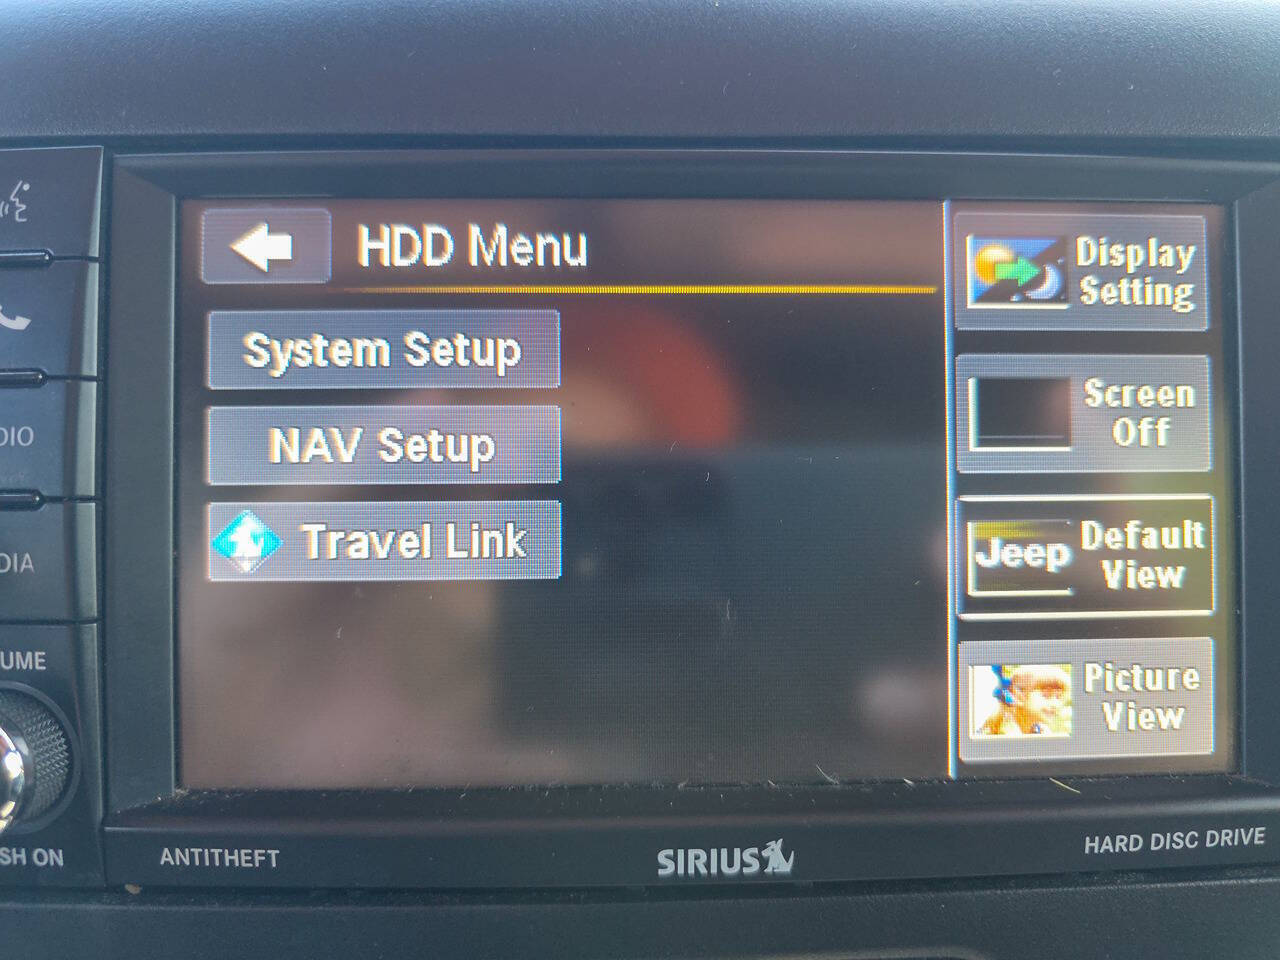 HDD Menu
System Setup
NAV Setup
Travel Link
Display
Setting
Screen
Off
Jeep
Default
View
Picture
View
DIO
DIA
UME
SH ON
ANTITHEFT
SIRIUS
HARD DISC DRIVE